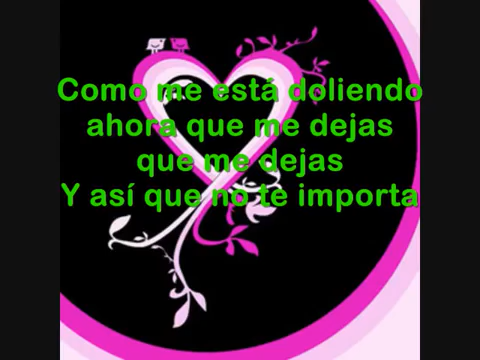 Como me está doliendo
ahora que me dejas
que me dejas
Y así que no te importa